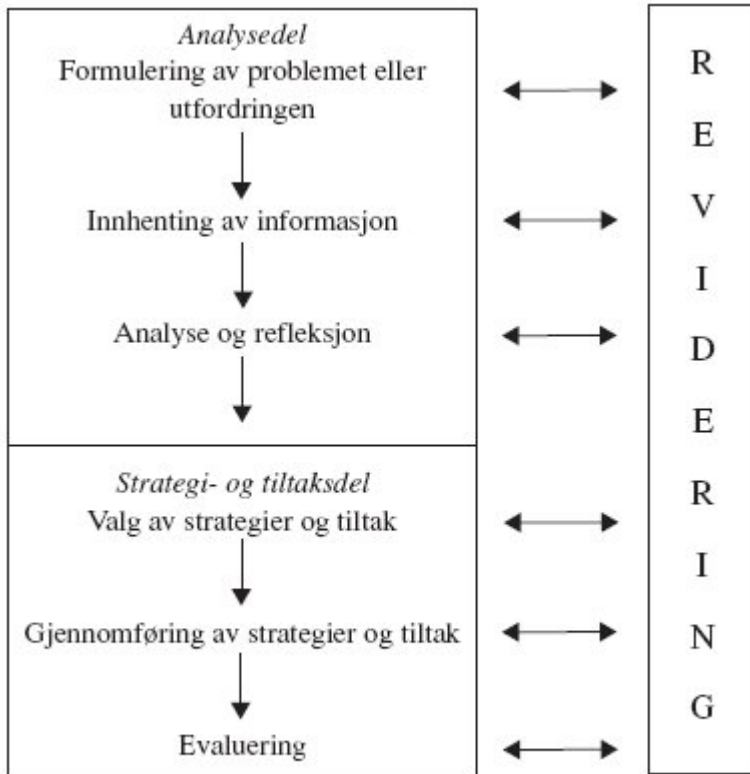 Analysedel
Formulering av problemet eller
utfordringen
Innhenting av informasjon
Analyse og refleksjon
Strategi- og tiltaksdel
Valg av strategier og tiltak
Gjennomføring av strategier og tiltak
Evaluering
R
E
V
I
D
E
R
I
N
G